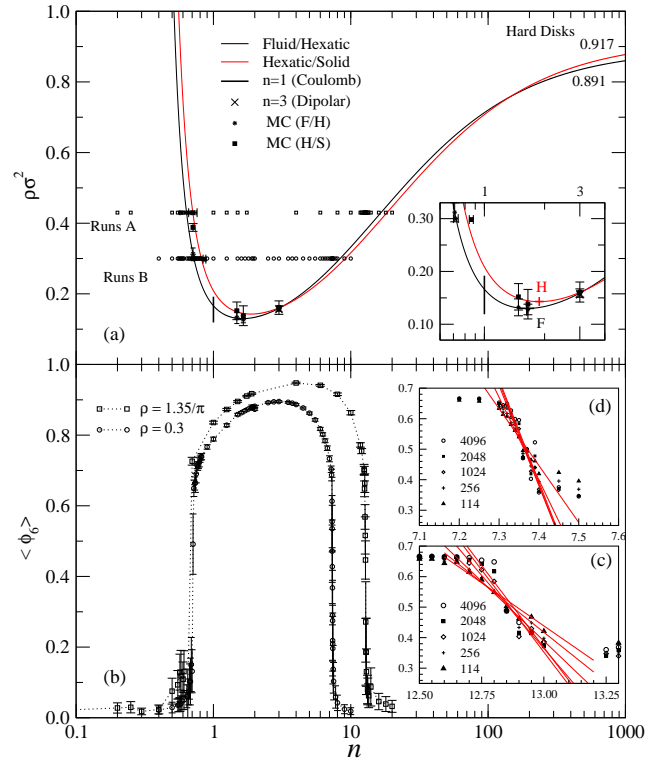 1.0
0.8
0.6
0.4
0.2
ρσ²
Fluid/Hexatic
Hexatic/Solid
n=1 (Coulomb)
n=3 (Dipolar)
MC (F/H)
MC (H/S)
Hard Disks
0.917
0.891
Runs A
Runs B
(a)
1 3
0.30
0.20
0.10
H
F
1.0
0.8
0.6
0.4
0.2
0.0
< ϕ6 >
ρ = 1.35/π
ρ = 0.3
(b)
(d)
0.7
0.6
0.5
0.4
0.3
4096
2048
1024
256
114
7.1 7.2 7.3 7.4 7.5 7.6
(c)
0.7
0.6
0.5
0.4
0.3
4096
2048
1024
256
114
12.50 12.75 13.00 13.25
0.1 1 10 100 1000
n